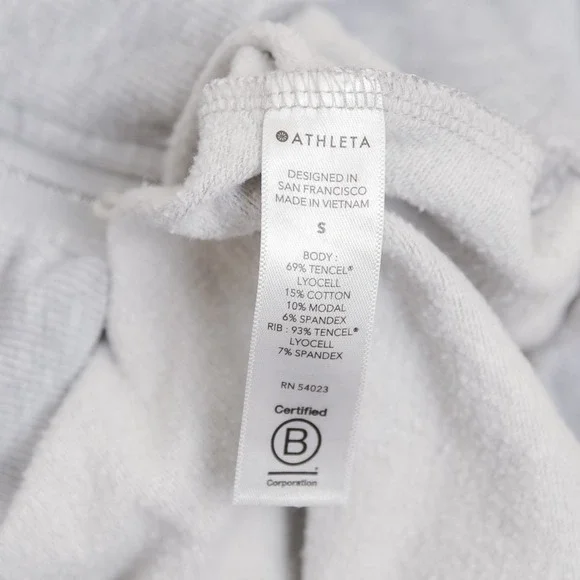 ATHLETA
DESIGNED IN
SAN FRANCISCO
MADE IN VIETNAM
S
BODY :
69% TENCEL®
LYOCELL
15% COTTON
10% MODAL
6% SPANDEX
RIB : 93% TENCEL®
LYOCELL
7% SPANDEX
RN 54023
Certified
B
Corporation